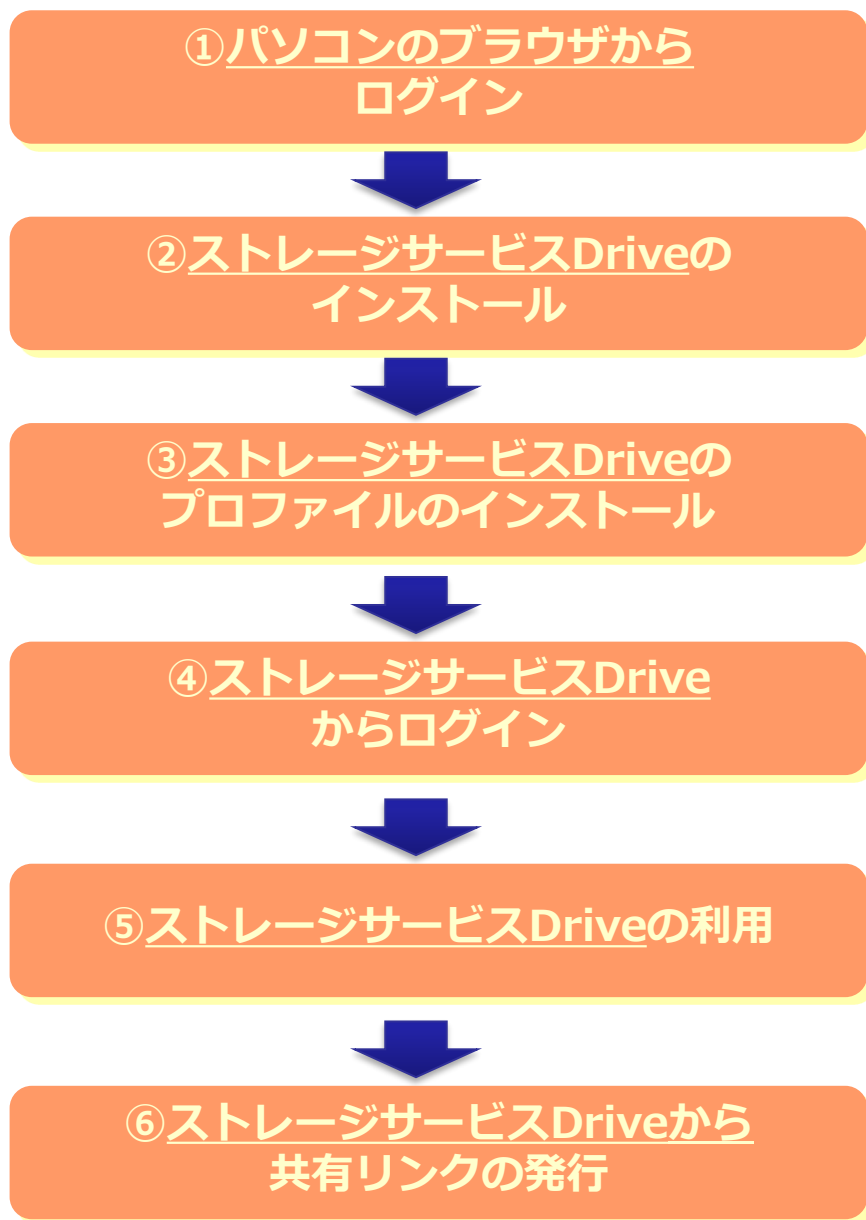 ①パソコンのブラウザから
ログイン
②ストレージサービスDriveの
インストール
③ストレージサービスDriveの
プロファイルのインストール
④ストレージサービスDrive
からログイン
⑤ストレージサービスDriveの利用
⑥ストレージサービスDriveから
共有リンクの発行